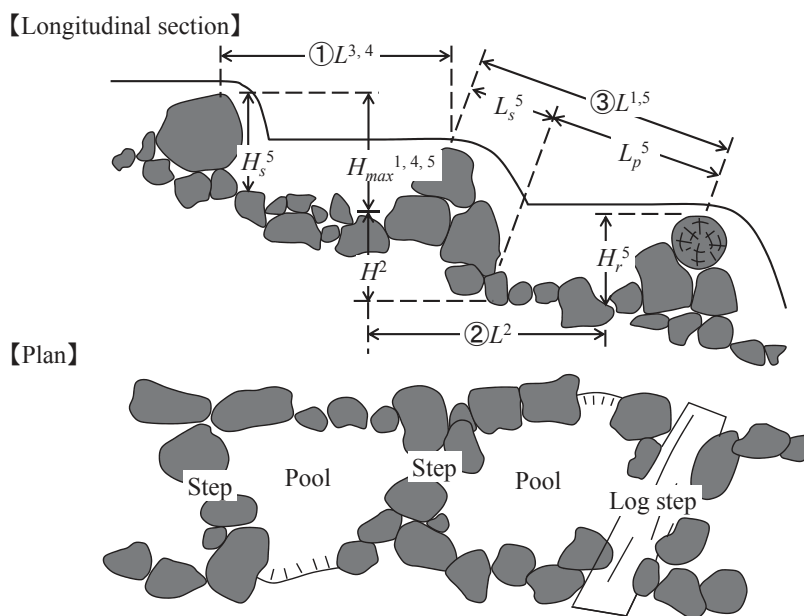 【Longitudinal section】
①L³,⁴
③L¹,⁵
Lₛ⁵
Lₚ⁵
Hₛ⁵
Hₘₐₓ¹,⁴,⁵
H²
Hᵣ⁵
②L²
【Plan】
Step
Pool
Step
Pool
Log step